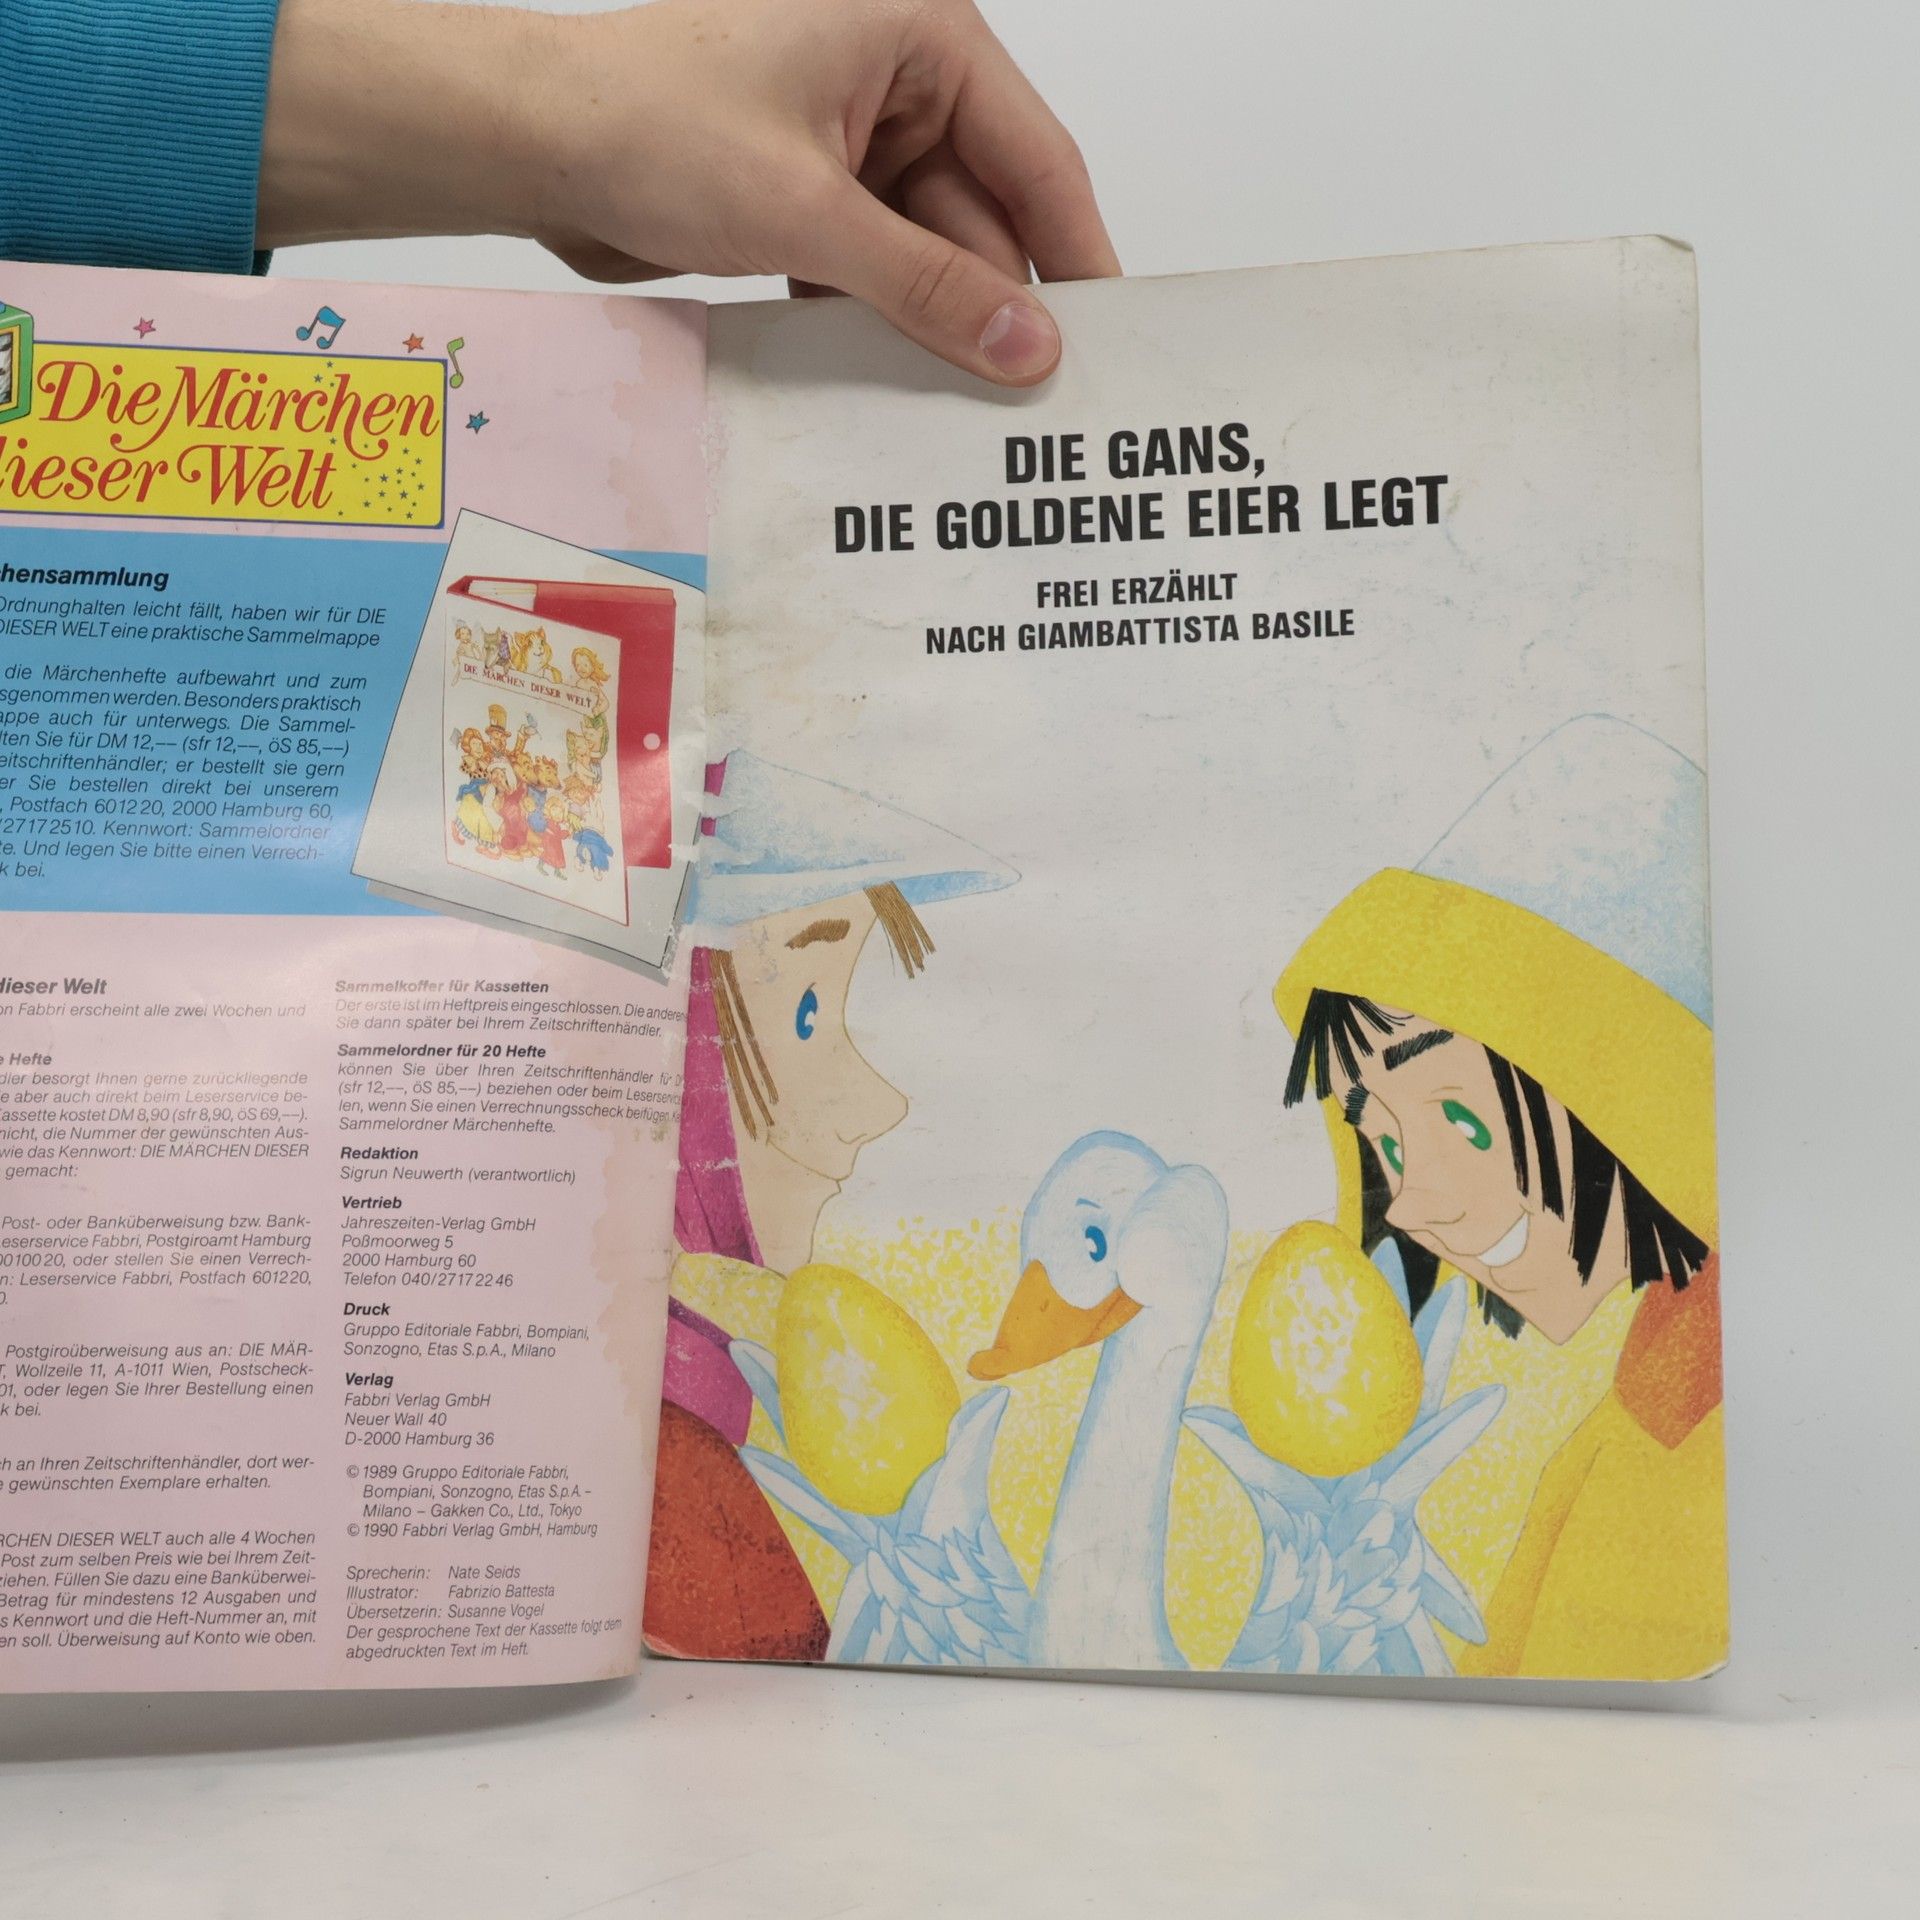 Die Märchen
dieser Welt
DIE MÄRCHEN DIESER WELT
Ordnunghalten leicht fällt, haben wir für DIE
DIESER WELT eine praktische Sammelmappe
die Märchenhefte aufbewahrt und zum
werden. Besonders praktisch
auch für unterwegs. Die Sammel-
Sie für DM 12,-- (sfr 12,--, öS 85,--)
er bestellt sie gern
Sie bestellen direkt bei unserem
, Postfach 60 12 20, 2000 Hamburg 60,
/27 17 25 10. Kennwort: Sammelordner
Und legen Sie bitte einen Verrech-
bei.
dieser Welt
Fabbri erscheint alle zwei Wochen und
Hefte
besorgt Ihnen gerne zurückliegende
aber auch direkt beim Leserservice be-
kostet DM 8,90 (sfr 8,90, öS 69,--).
nicht, die Nummer der gewünschten Aus-
wie das Kennwort: DIE MÄRCHEN DIESER
gemacht:
Post- oder Banküberweisung bzw. Bank-
Leserservice Fabbri, Postgiroamt Hamburg
oder stellen Sie einen Verrech-
Leserservice Fabbri, Postfach 60 12 20,
Postgiroüberweisung aus an: DIE MÄR-
Wollzeile 11, A-1011 Wien, Postscheck-
oder legen Sie Ihrer Bestellung einen
bei.
an Ihren Zeitschriftenhändler, dort wer-
gewünschten Exemplare erhalten.
DIESER WELT auch alle 4 Wochen
Post zum selben Preis wie bei Ihrem Zeit-
Füllen Sie dazu eine Banküberwei-
Betrag für mindestens 12 Ausgaben und
Kennwort und die Heft-Nummer an, mit
soll. Überweisung auf Konto wie oben.
Sammelkoffer für Kassetten
Der erste ist im Heftpreis eingeschlossen. Die anderen
Sie dann später bei Ihrem Zeitschriftenhändler.
Sammelordner für 20 Hefte
können Sie über Ihren Zeitschriftenhändler für
(sfr 12,--, öS 85,--) beziehen oder beim Leserservice
len, wenn Sie einen Verrechnungsscheck beifügen.
Sammelordner Märchenhefte.
Redaktion
Sigrun Neuwerth (verantwortlich)
Vertrieb
Jahreszeiten-Verlag GmbH
Poßmoorweg 5
2000 Hamburg 60
Telefon 040/27 17 22 46
Druck
Gruppo Editoriale Fabbri, Bompiani,
Sonzogno, Etas S.p.A., Milano
Verlag
Fabbri Verlag GmbH
Neuer Wall 40
D-2000 Hamburg 36
© 1989 Gruppo Editoriale Fabbri,
Bompiani, Sonzogno, Etas S.p.A. –
Milano – Gakken Co., Ltd., Tokyo
© 1990 Fabbri Verlag GmbH, Hamburg
Sprecherin: Nate Seids
Illustrator: Fabrizio Battesta
Übersetzerin: Susanne Vogel
Der gesprochene Text der Kassette folgt dem
abgedruckten Text im Heft.
DIE GANS,
DIE GOLDENE EIER LEGT
FREI ERZÄHLT
NACH GIAMBATTISTA BASILE